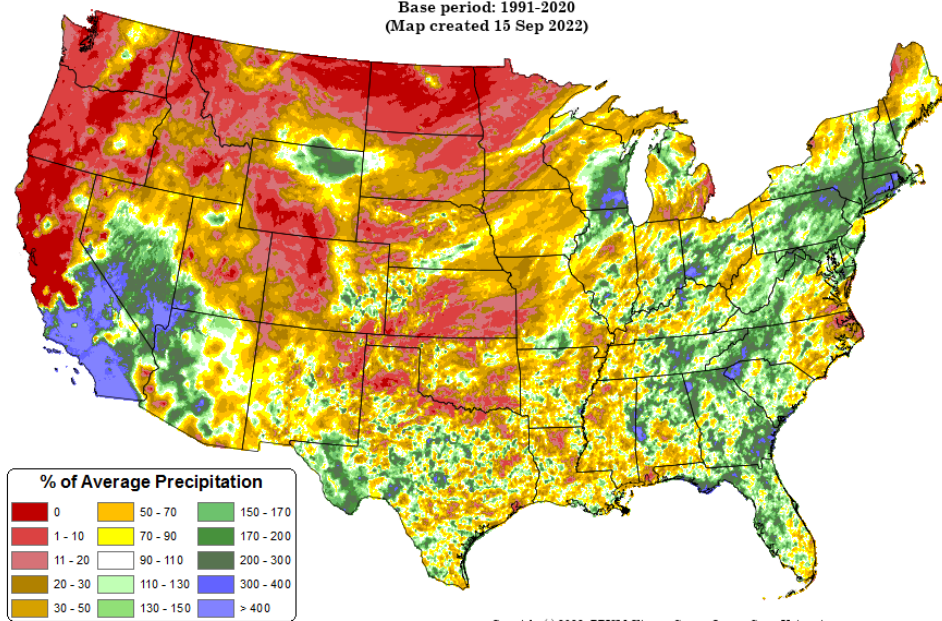 Base period: 1991-2020
(Map created 15 Sep 2022)
% of Average Precipitation
0
1 - 10
11 - 20
20 - 30
30 - 50
50 - 70
70 - 90
90 - 110
110 - 130
130 - 150
150 - 170
170 - 200
200 - 300
300 - 400
> 400